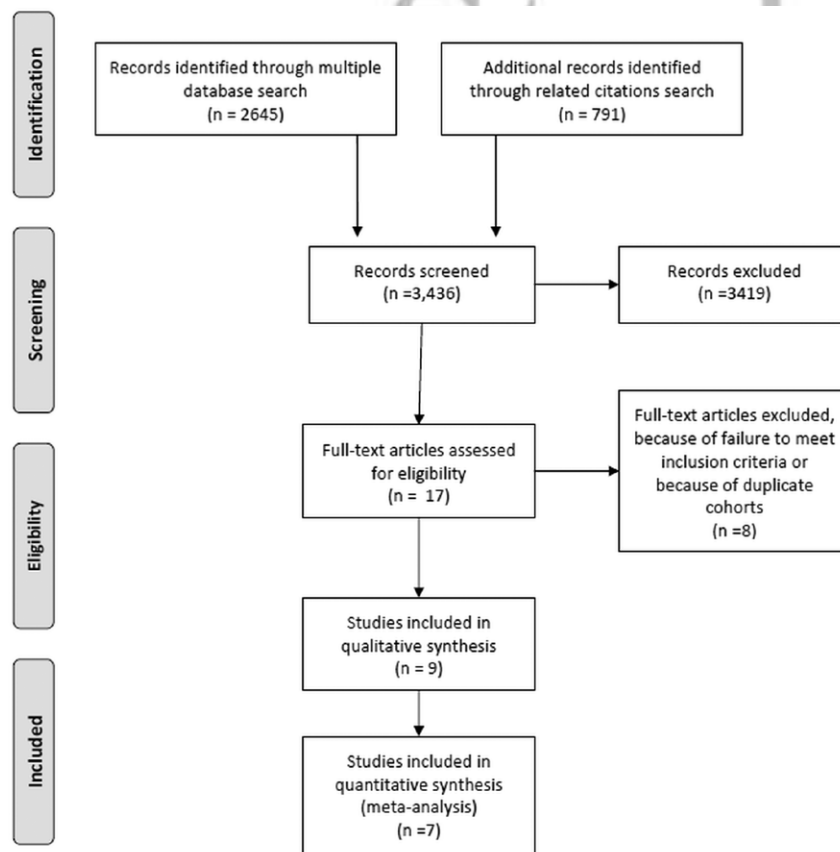 Identification
Records identified through multiple
database search
(n = 2645)
Additional records identified
through related citations search
(n = 791)
Screening
Records screened
(n =3,436)
Records excluded
(n =3419)
Eligibility
Full-text articles assessed
for eligibility
(n = 17)
Full-text articles excluded,
because of failure to meet
inclusion criteria or
because of duplicate
cohorts
(n =8)
Studies included in
qualitative synthesis
(n = 9)
Included
Studies included in
quantitative synthesis
(meta-analysis)
(n =7)